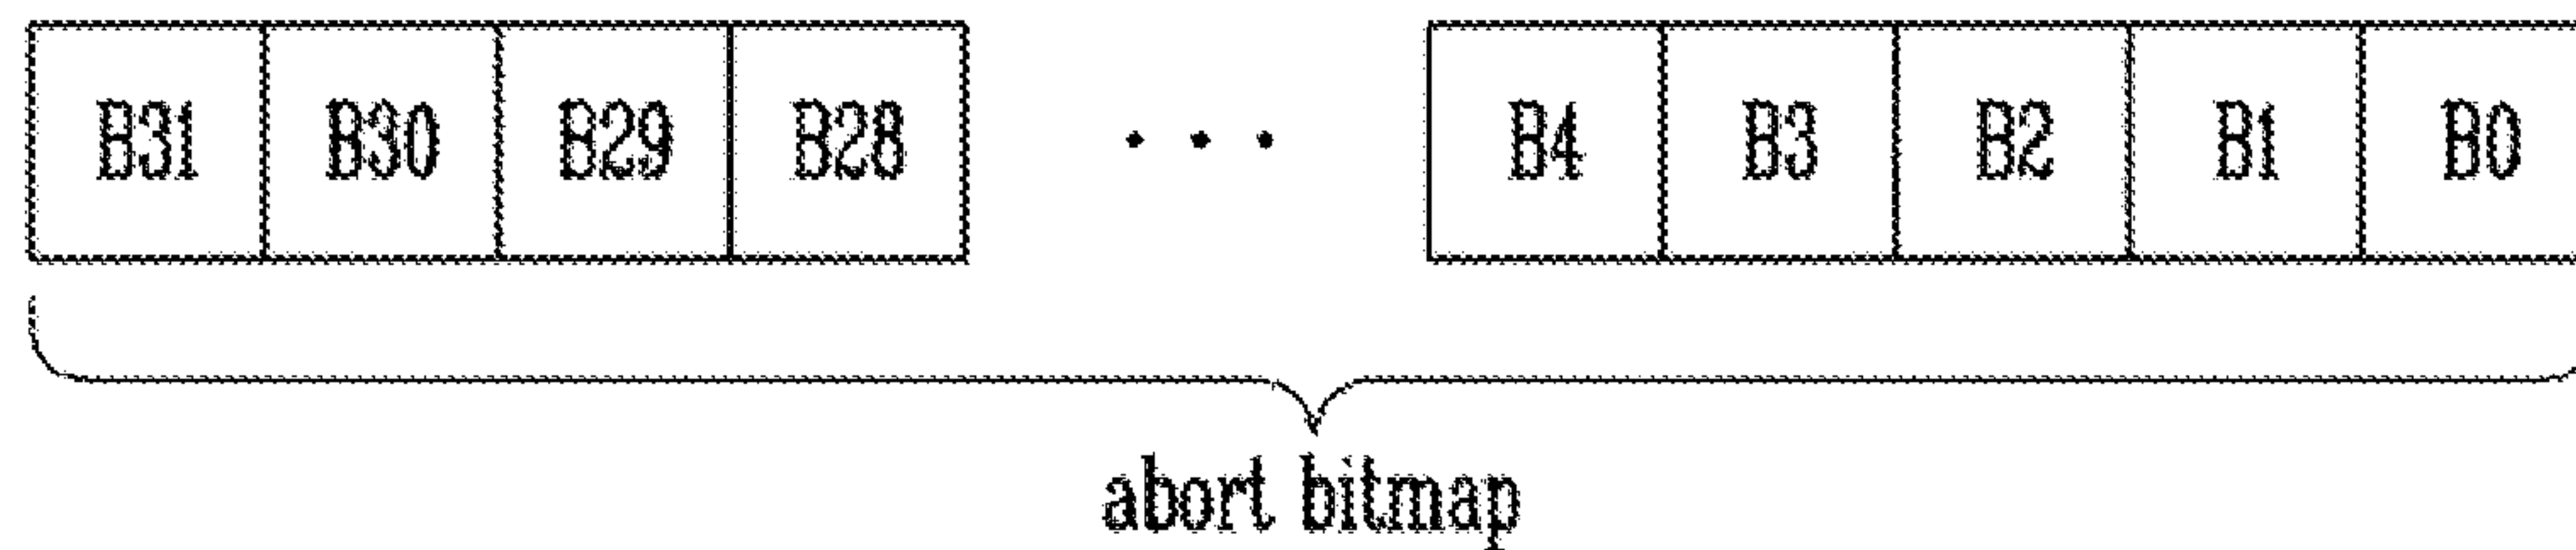 B31 B30 B29 B28 • • • B4 B3 B2 B1 B0
abort bitmap